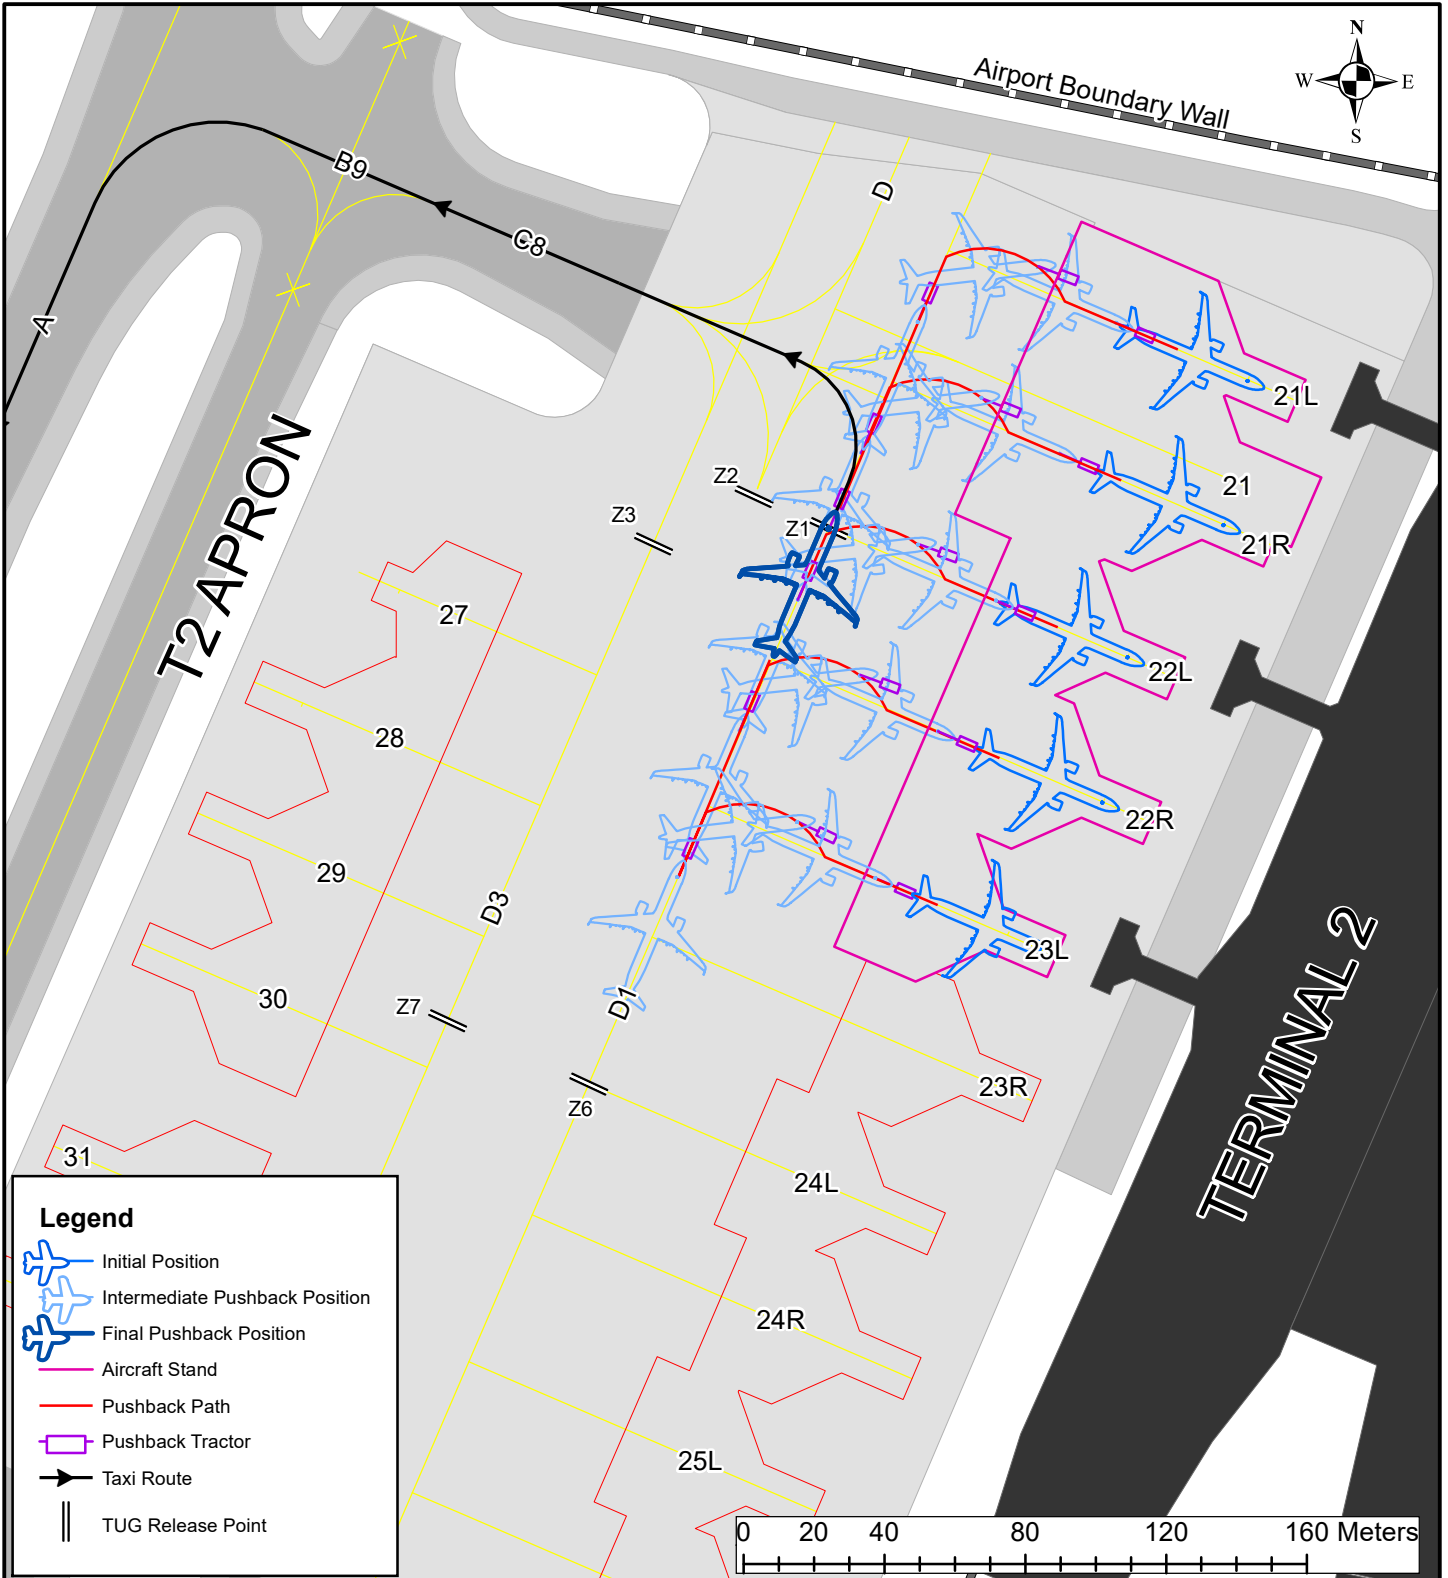 N
W E
S
Airport Boundary Wall
B9
C8
D
A
21L
21
21R
Z2
Z3
Z1
T2 APRON
27
22L
28
22R
29
D3
23L
TERMINAL 2
30
Z7
D1
23R
Z6
31
24L
24R
25L
Legend
Initial Position
Intermediate Pushback Position
Final Pushback Position
Aircraft Stand
Pushback Path
Pushback Tractor
Taxi Route
TUG Release Point
0 20 40 80 120 160 Meters